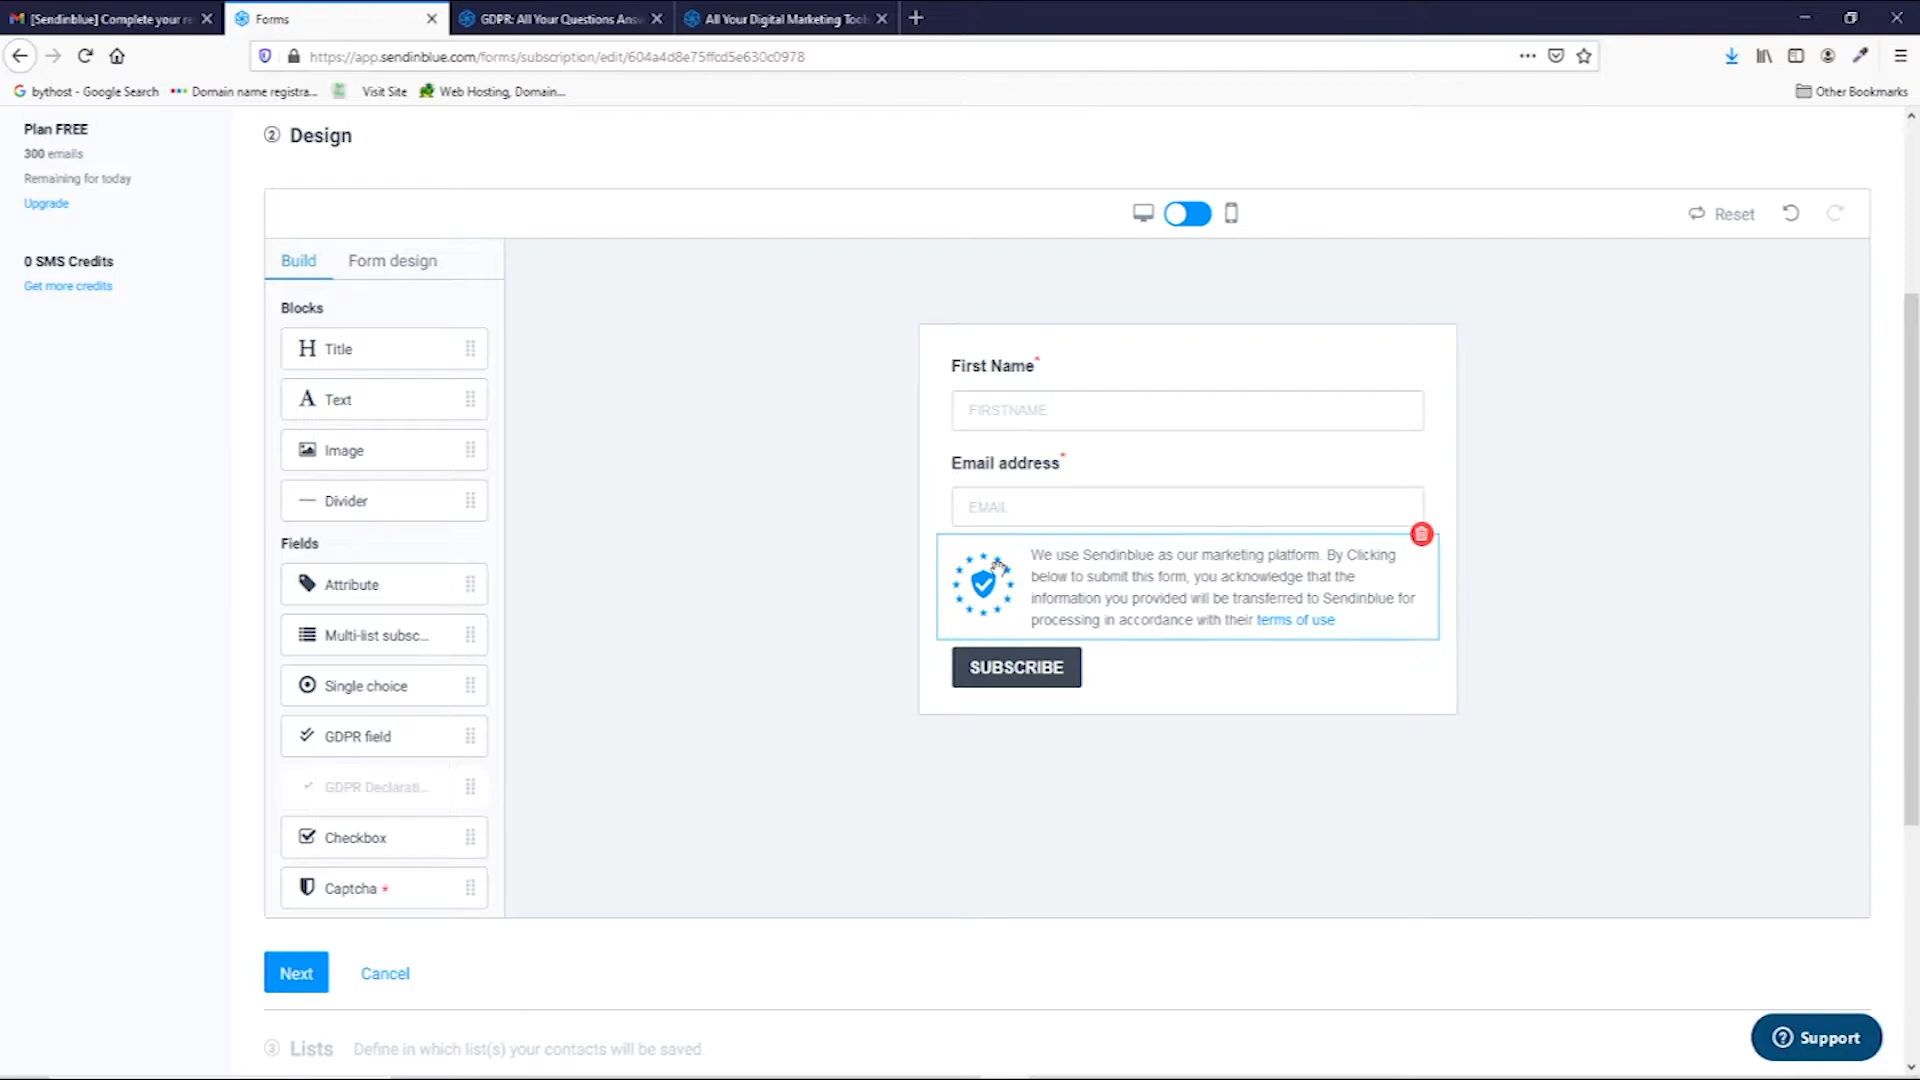 [Sendinblue] Complete your re
Forms
GDPR: All Your Questions Ans
All Your Digital Marketing Tool
https://app.sendinblue.com/forms/subscription/edit/604a4d8e75ffcd5e630c0978
bythost - Google Search
Domain name registra...
Visit Site
Web Hosting, Domain...
Other Bookmarks
Plan FREE
300 emails
Remaining for today
Upgrade
0 SMS Credits
Get more credits
2 Design
Reset
Build
Form design
Blocks
H Title
A Text
Image
Divider
Fields
Attribute
Multi-list subsc...
Single choice
GDPR field
GDPR Declarati...
Checkbox
Captcha *
First Name*
FIRSTNAME
Email address*
EMAIL
We use Sendinblue as our marketing platform. By Clicking
below to submit this form, you acknowledge that the
information you provided will be transferred to Sendinblue for
processing in accordance with their terms of use
SUBSCRIBE
Next
Cancel
3 Lists Define in which list(s) your contacts will be saved.
? Support